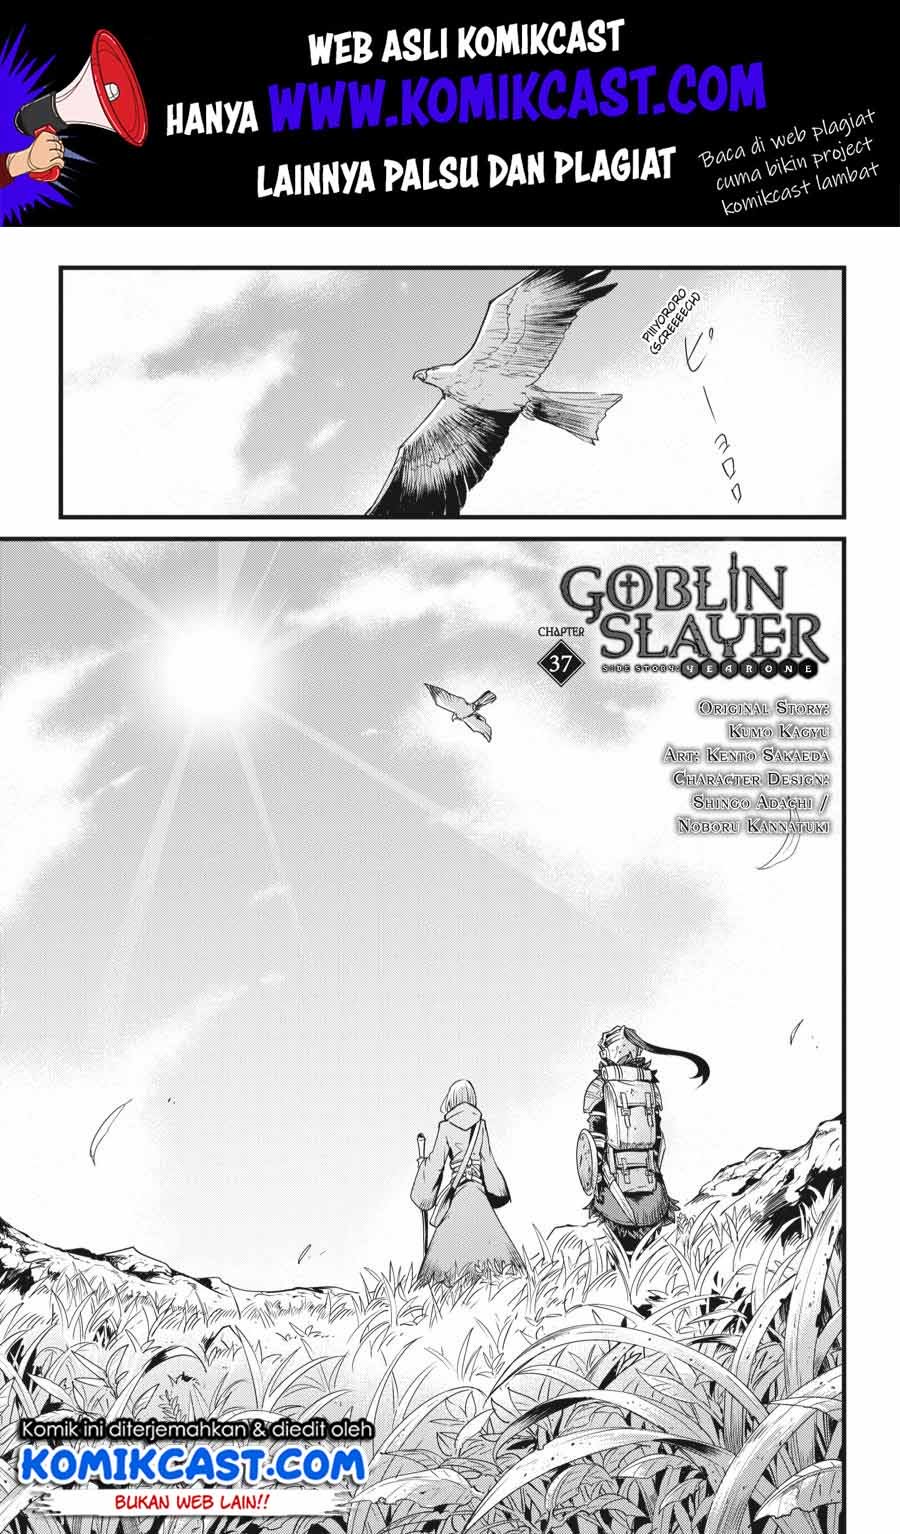 WEB ASLI KOMIKCAST
HANYA WWW.KOMIKCAST.COM
LAINNYA PALSU DAN PLAGIAT
Baca di web plagiat
cuma bikin project
komikcast lambat
PIIIYORORO
(SCREEEECH)
ピーヨロロ
GOBLIN
SLAYER
SIDE STORY: YEAR ONE
CHAPTER
37
Original Story:
Kumo Kagyu
Art: Kento Sakaeda
Character Design:
Shingo Adachi /
Noboru Kannatuki
Komik ini diterjemahkan & diedit oleh
KOMIKCAST.COM
BUKAN WEB LAIN!!